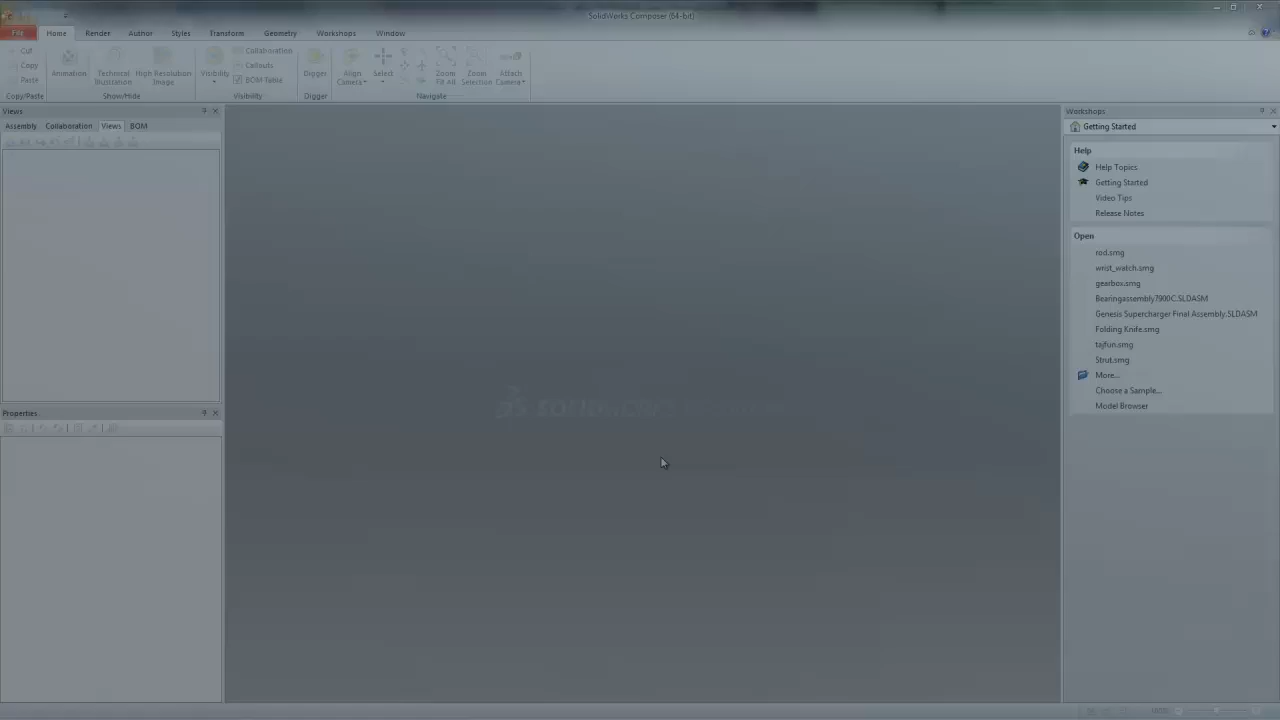 SolidWorks Composer (64-bit)
File Home Render Author Styles Transform Geometry Workshops Window
Cut
Copy
Paste
Copy/Paste
Animation
Technical
Illustration
High Resolution
Image
Show/Hide
Visibility
Collaboration
Callouts
BOM Table
Visibility
Digger
Digger
Align
Camera
Select
Zoom
Fit All
Zoom
Selection
Attach
Camera
Navigate
Views
Assembly Collaboration Views BOM
Properties
SOLIDWORKS
Workshops
Getting Started
Help
Help Topics
Getting Started
Video Tips
Release Notes
Open
rod.smg
wrist_watch.smg
gearbox.smg
Bearingassembly7900C.SLDASM
Genesis Supercharger Final Assembly.SLDASM
Folding Knife.smg
tajfun.smg
Strut.smg
More...
Choose a Sample...
Model Browser